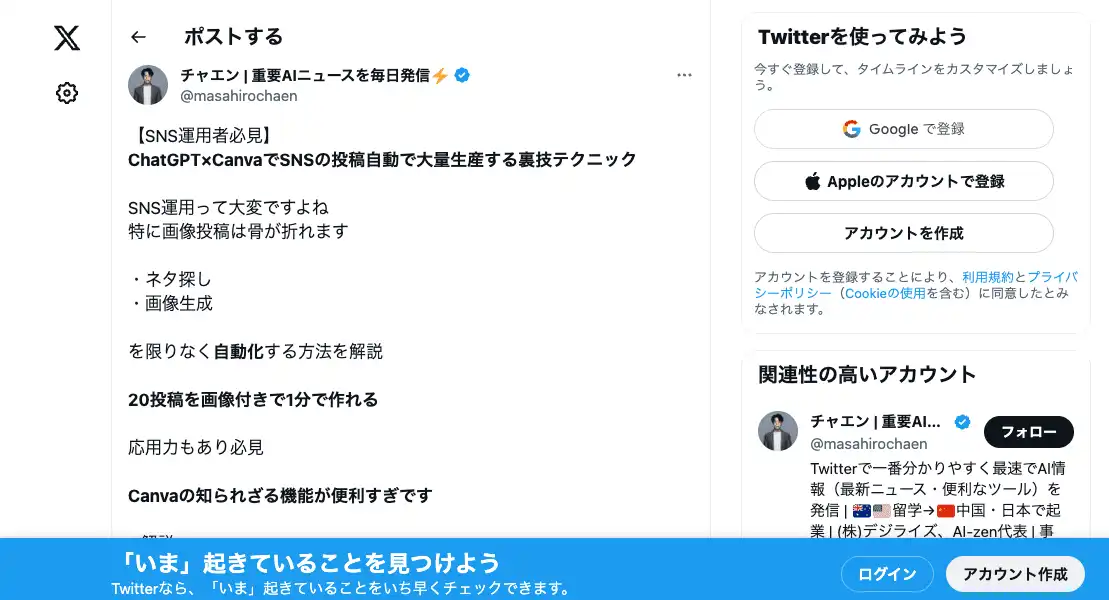 ポストする
チャエン | 重要AIニュースを毎日発信⚡
@masahirochaen
【SNS運用者必見】
ChatGPT×CanvaでSNSの投稿自動で大量生産する裏技テクニック
SNS運用って大変ですよね
特に画像投稿は骨が折れます
・ネタ探し
・画像生成
を限りなく自動化する方法を解説
20投稿を画像付きで1分で作れる
応用力もあり必見
Canvaの知られざる機能が便利すぎです
Twitterを使ってみよう
今すぐ登録して、タイムラインをカスタマイズしましょ
う。
Google で登録
Appleのアカウントで登録
アカウントを作成
アカウントを登録することにより、利用規約とプライバ
シーポリシー（Cookieの使用を含む）に同意したとみ
なされます。
関連性の高いアカウント
チャエン | 重要AI...
@masahirochaen
フォロー
Twitterで一番分かりやすく最速でAI情
報（最新ニュース・便利なツール）を
発信 | 🇦🇺🇺🇸留学→🇨🇳中国・日本で起
業 | (株)デジライズ、AI-zen代表 | 事
「いま」起きていることを見つけよう
Twitterなら、「いま」起きていることをいち早くチェックできます。
ログイン
アカウント作成